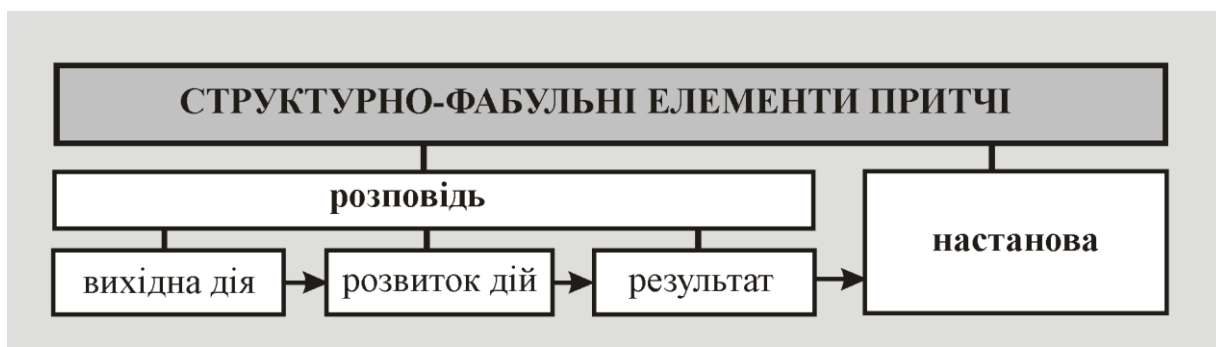 СТРУКТУРНО-ФАБУЛЬНІ ЕЛЕМЕНТИ ПРИТЧІ
розповідь
настанова
вихідна дія
розвиток дій
результат